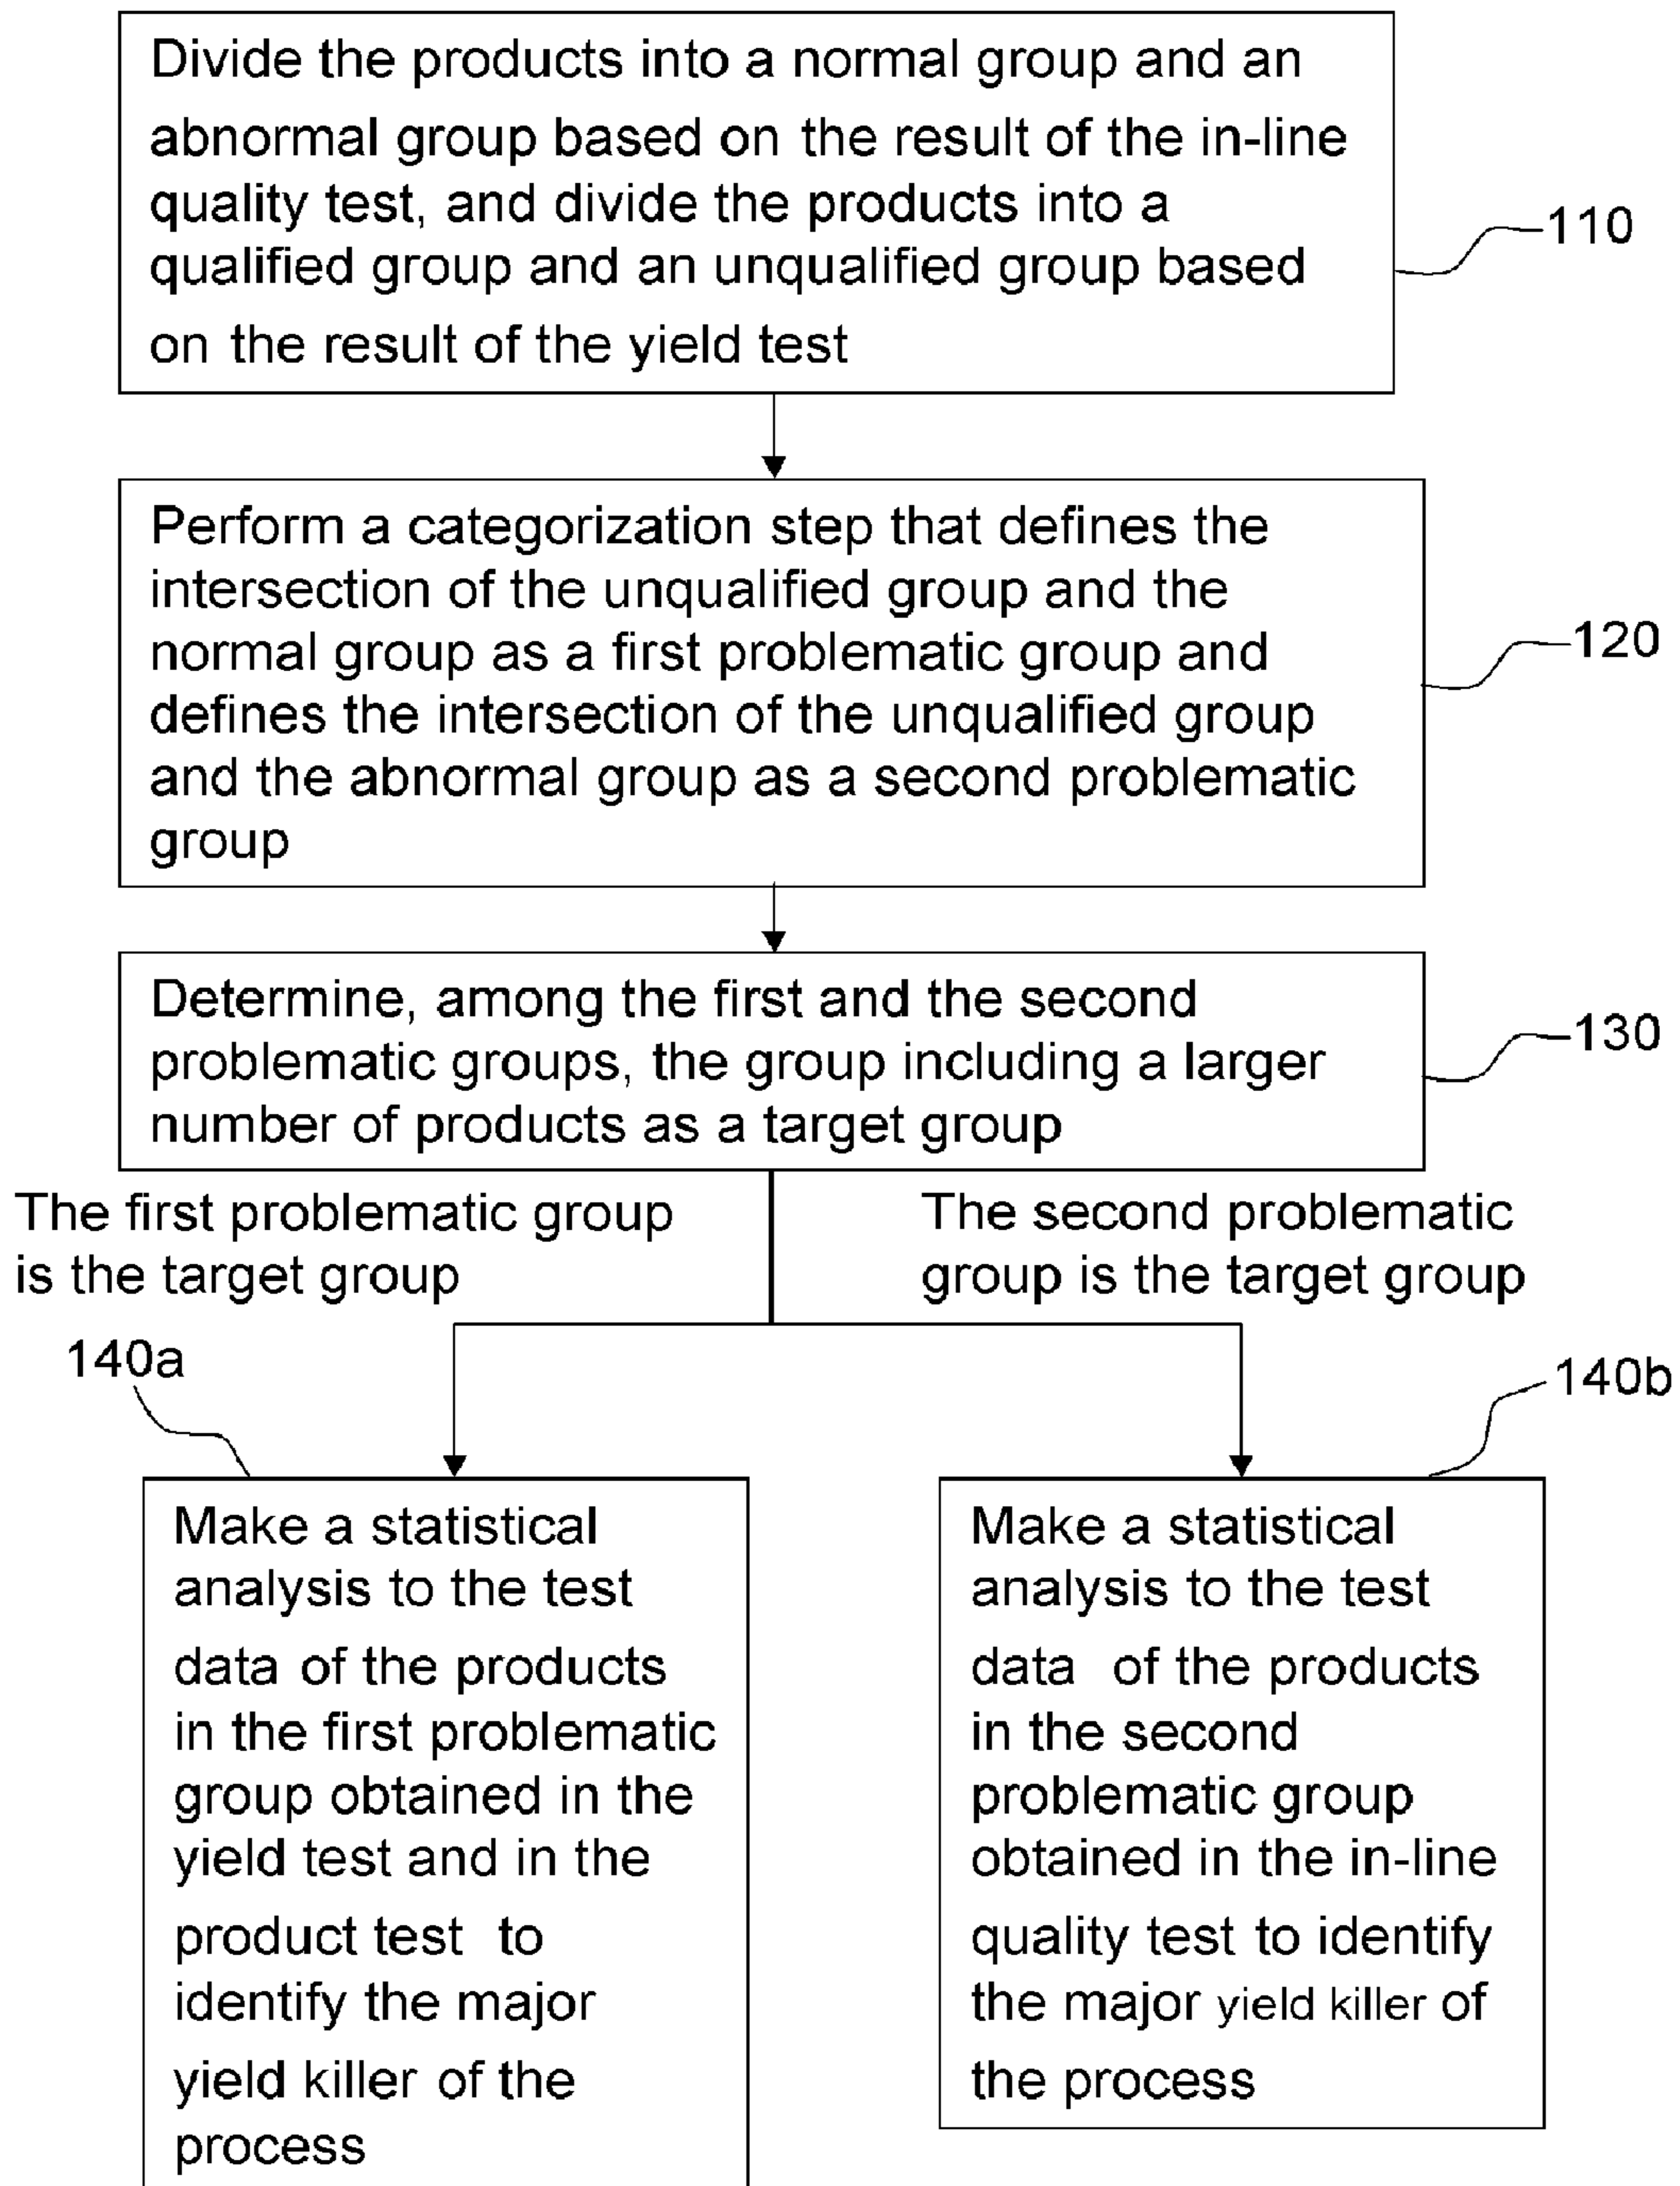 Divide the products into a normal group and an
abnormal group based on the result of the in-line
quality test, and divide the products into a
qualified group and an unqualified group based
on the result of the yield test
110
Perform a categorization step that defines the
intersection of the unqualified group and the
normal group as a first problematic group and
defines the intersection of the unqualified group
and the abnormal group as a second problematic
group
120
Determine, among the first and the second
problematic groups, the group including a larger
number of products as a target group
130
The first problematic group
is the target group
The second problematic
group is the target group
140a
140b
Make a statistical
analysis to the test
data of the products
in the first problematic
group obtained in the
yield test and in the
product test to
identify the major
yield killer of the
process
Make a statistical
analysis to the test
data of the products
in the second
problematic group
obtained in the in-line
quality test to identify
the major yield killer of
the process